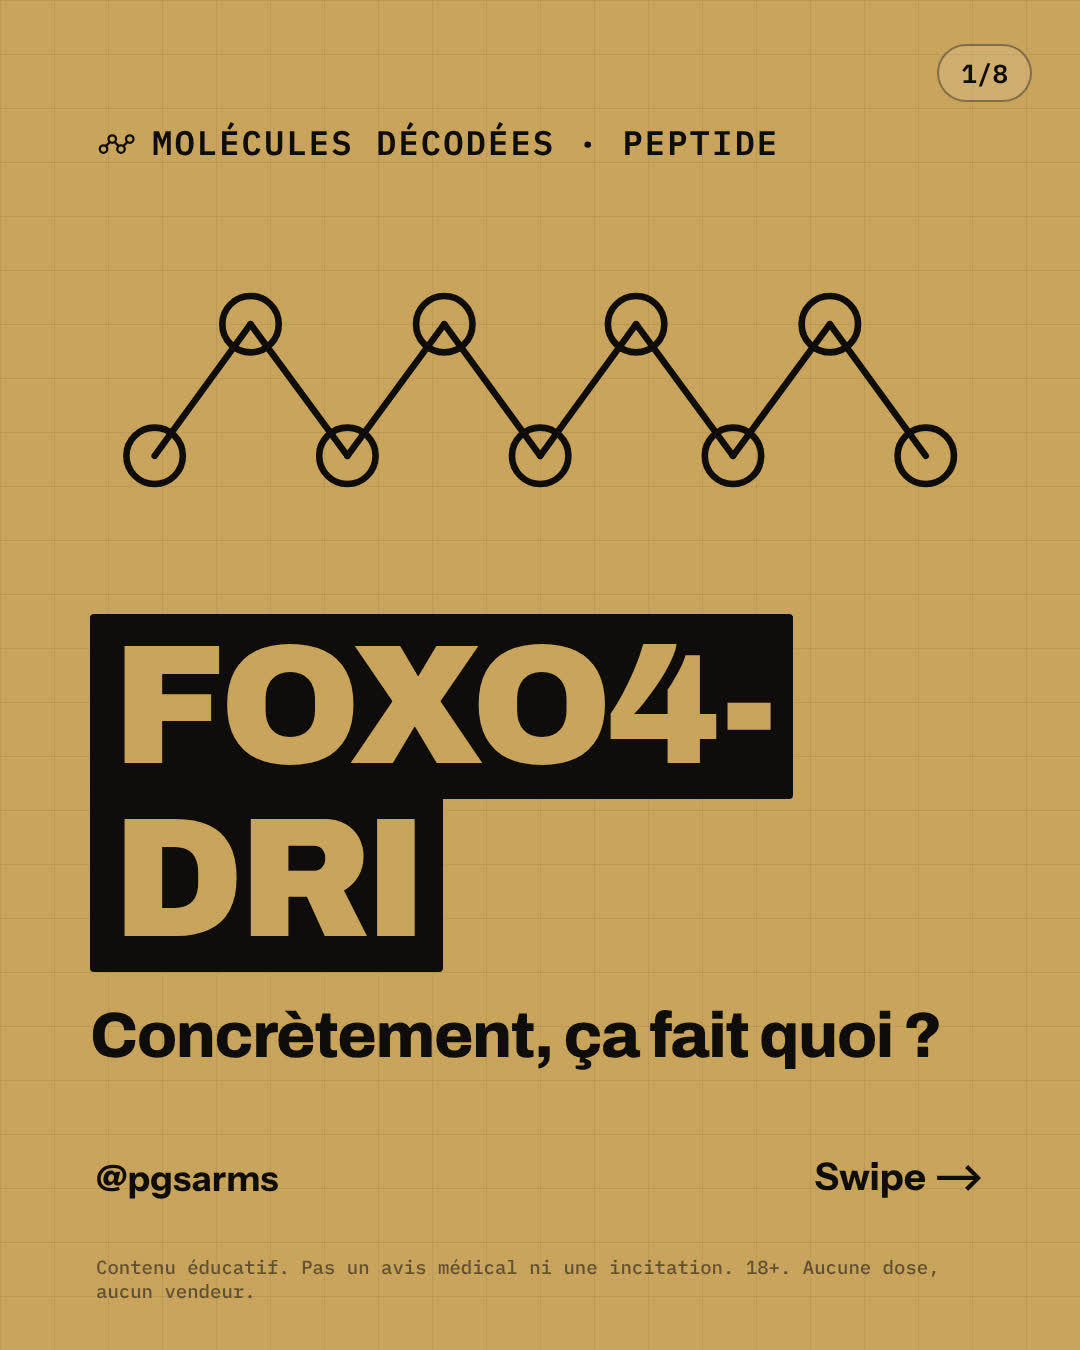 1/8
MOLÉCULES DÉCODÉES · PEPTIDE
FOXO4-
DRI
Concrètement, ça fait quoi ?
@pgsarms
Swipe →
Contenu éducatif. Pas un avis médical ni une incitation. 18+. Aucune dose,
aucun vendeur.